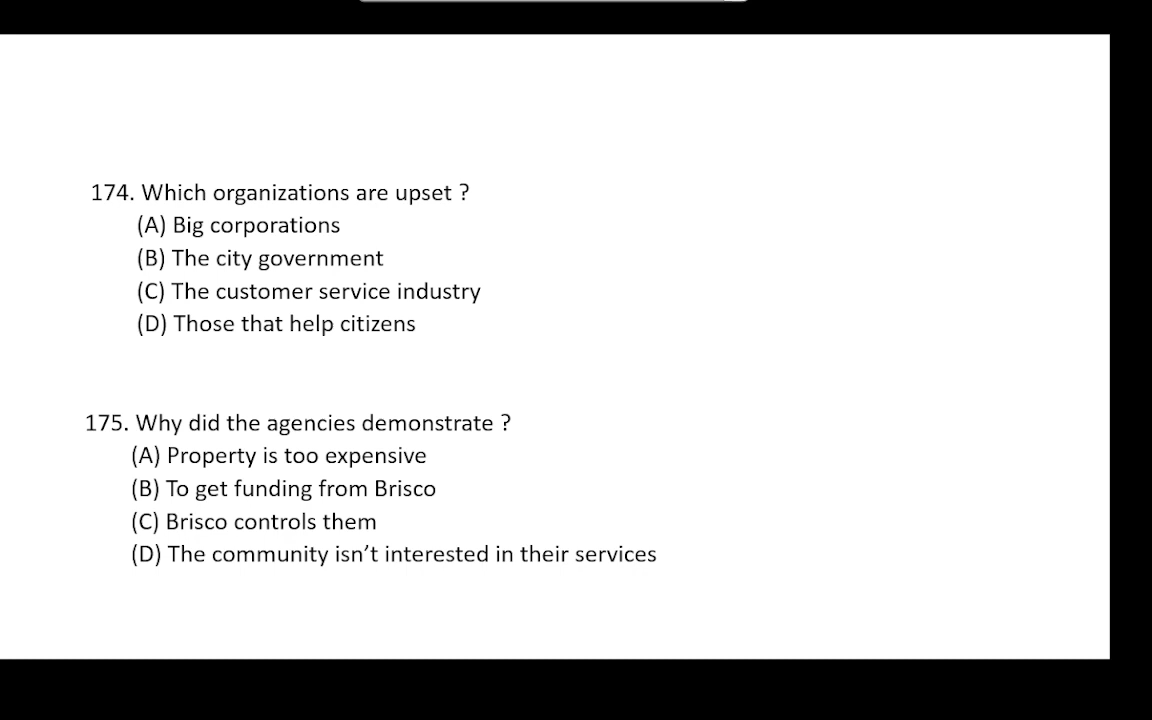 174. Which organizations are upset ?
(A) Big corporations
(B) The city government
(C) The customer service industry
(D) Those that help citizens
175. Why did the agencies demonstrate ?
(A) Property is too expensive
(B) To get funding from Brisco
(C) Brisco controls them
(D) The community isn’t interested in their services